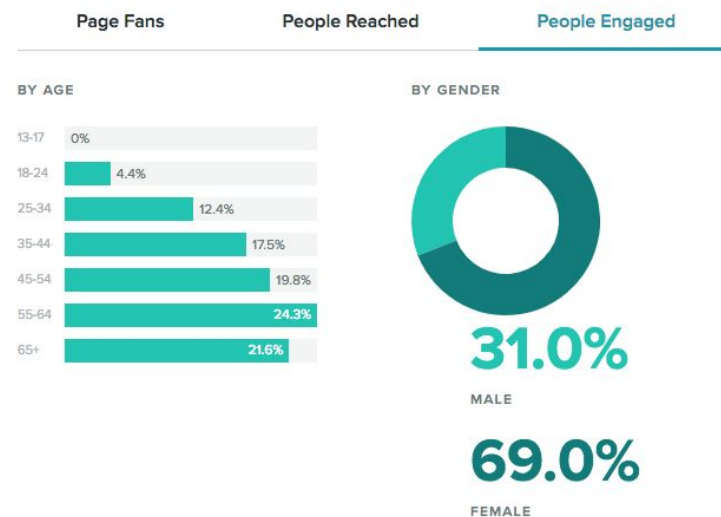 Page Fans People Reached People Engaged
BY AGE
13-17 0%
18-24 4.4%
25-34 12.4%
35-44 17.5%
45-54 19.8%
55-64 24.3%
65+ 21.6%
BY GENDER
31.0%
MALE
69.0%
FEMALE